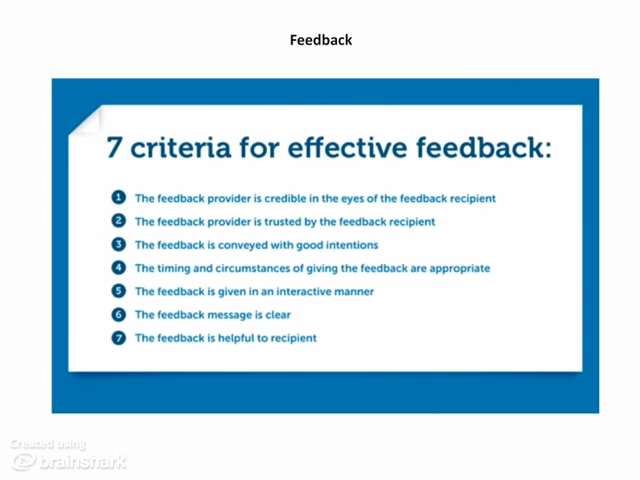 Feedback
7 criteria for effective feedback:
1 The feedback provider is credible in the eyes of the feedback recipient
2 The feedback provider is trusted by the feedback recipient
3 The feedback is conveyed with good intentions
4 The timing and circumstances of giving the feedback are appropriate
5 The feedback is given in an interactive manner
6 The feedback message is clear
7 The feedback is helpful to recipient
Created using
brainshark